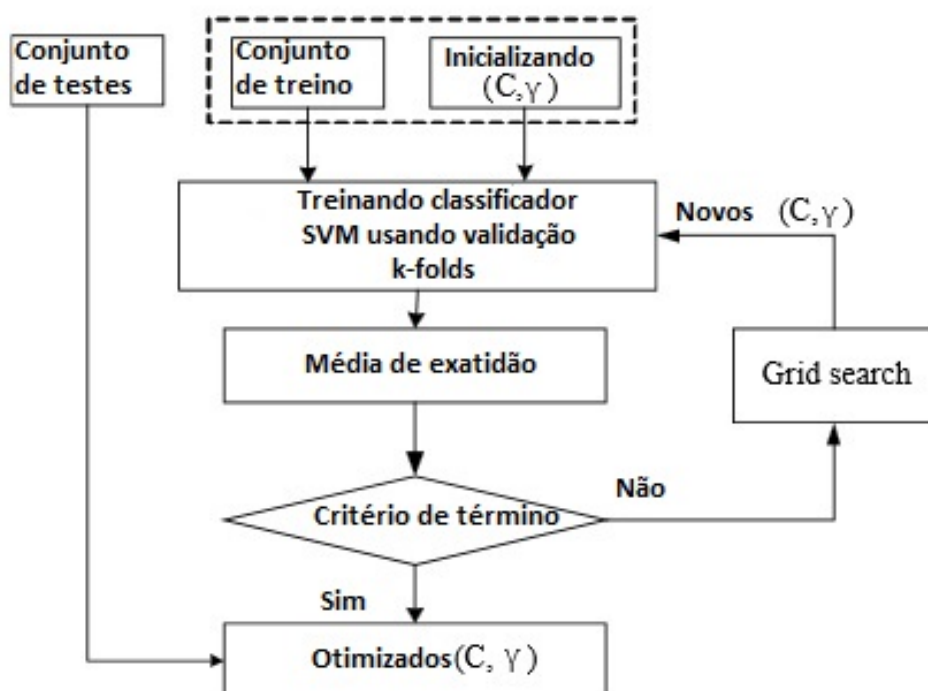 Conjunto
de testes
Conjunto
de treino
Inicializando
(C,γ)
Treinando classificador
SVM usando validação
k-folds
Novos (C,γ)
Média de exatidão
Grid search
Critério de término
Não
Sim
Otimizados(C, γ)